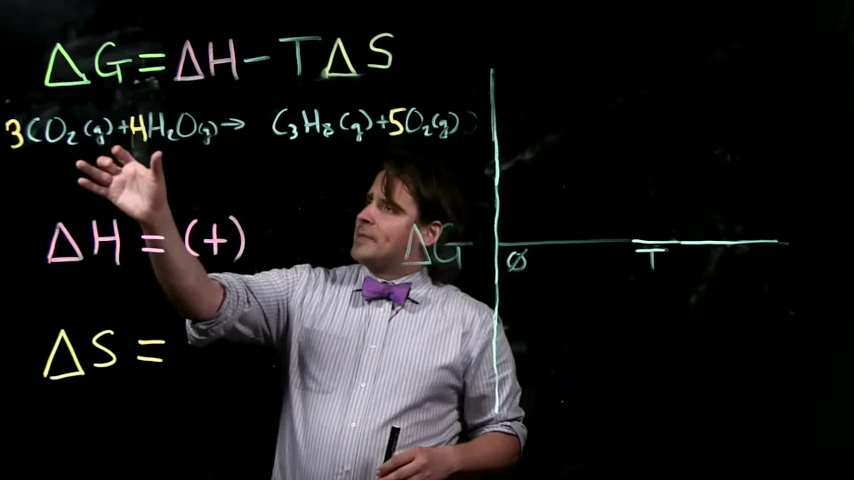 ΔG=ΔH-TΔS
3CO₂(g)+4H₂O(g)→ C₃H₈(g)+5O₂(g)
ΔH=(+)
ΔG
Ø T
ΔS=